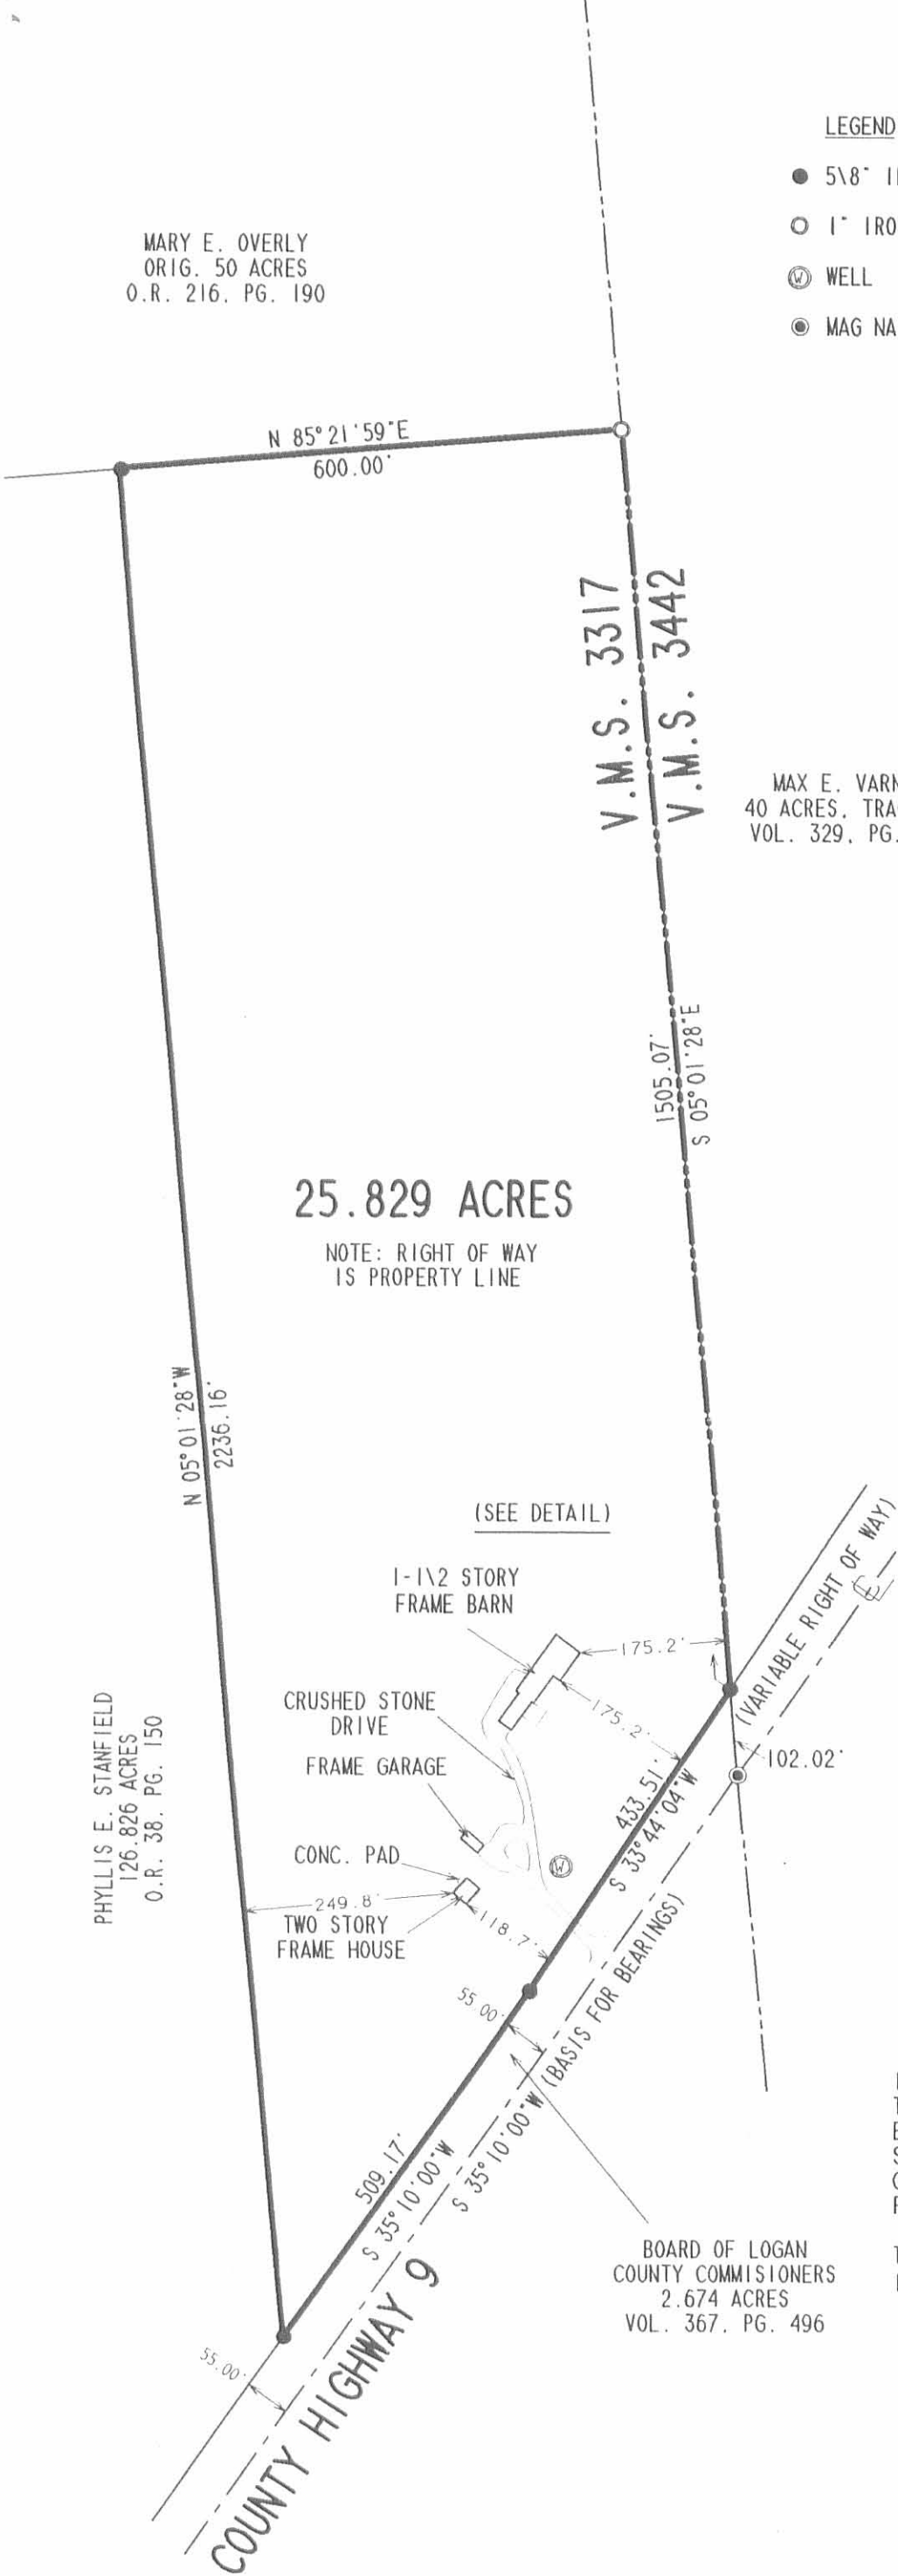 LEGEND
5\8"
1"
WELL
MAG
MARY E. OVERLY
ORIG. 50 ACRES
O.R. 216, PG. 190
N 85°21'59"E
600.00'
V.M.S. 3317
V.M.S. 3442
MAX E.
40 ACRES,
VOL. 329, PG.
1505.07'
S 05°01'28"E
25.829 ACRES
NOTE: RIGHT OF WAY
IS PROPERTY LINE
N 05°01'28"W
2236.16'
(SEE DETAIL)
1-1\2 STORY
FRAME BARN
175.2'
175.2'
(VARIABLE RIGHT OF WAY)
CRUSHED STONE
DRIVE
FRAME GARAGE
102.02'
433.51'
S 33°44'04"W
PHYLLIS E. STANFIELD
126.826 ACRES
O.R. 38, PG. 150
CONC. PAD
W
249.8'
TWO STORY
FRAME HOUSE
118.7'
55.00'
S 35°10'00"W (BASIS FOR BEARINGS)
509.17'
S 35°10'00"W
BOARD OF LOGAN
COUNTY COMMISIONERS
2.674 ACRES
VOL. 367, PG. 496
55.00'
COUNTY HIGHWAY 9